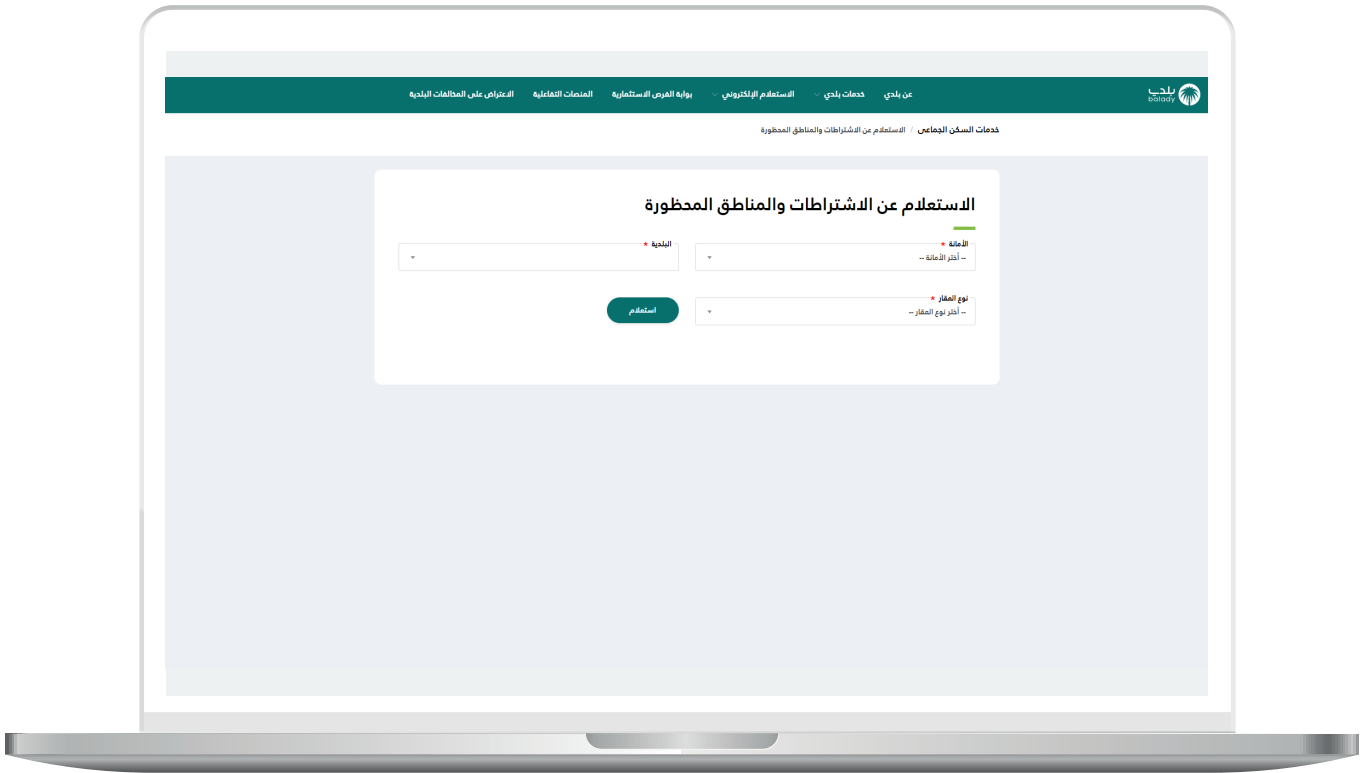 بلدي
balady
عن بلدي خدمات بلدي الاستعلام الإلكتروني بوابة الفرص الاستثمارية المنصات التفاعلية الاعتراض على المخالفات البلدية
خدمات السكن الجماعي / الاستعلام عن الاشتراطات والمناطق المحظورة
الاستعلام عن الاشتراطات والمناطق المحظورة
الأمانة * البلدية *
-- أختر الأمانة --
نوع العقار *
-- أختر نوع العقار -- استعلام